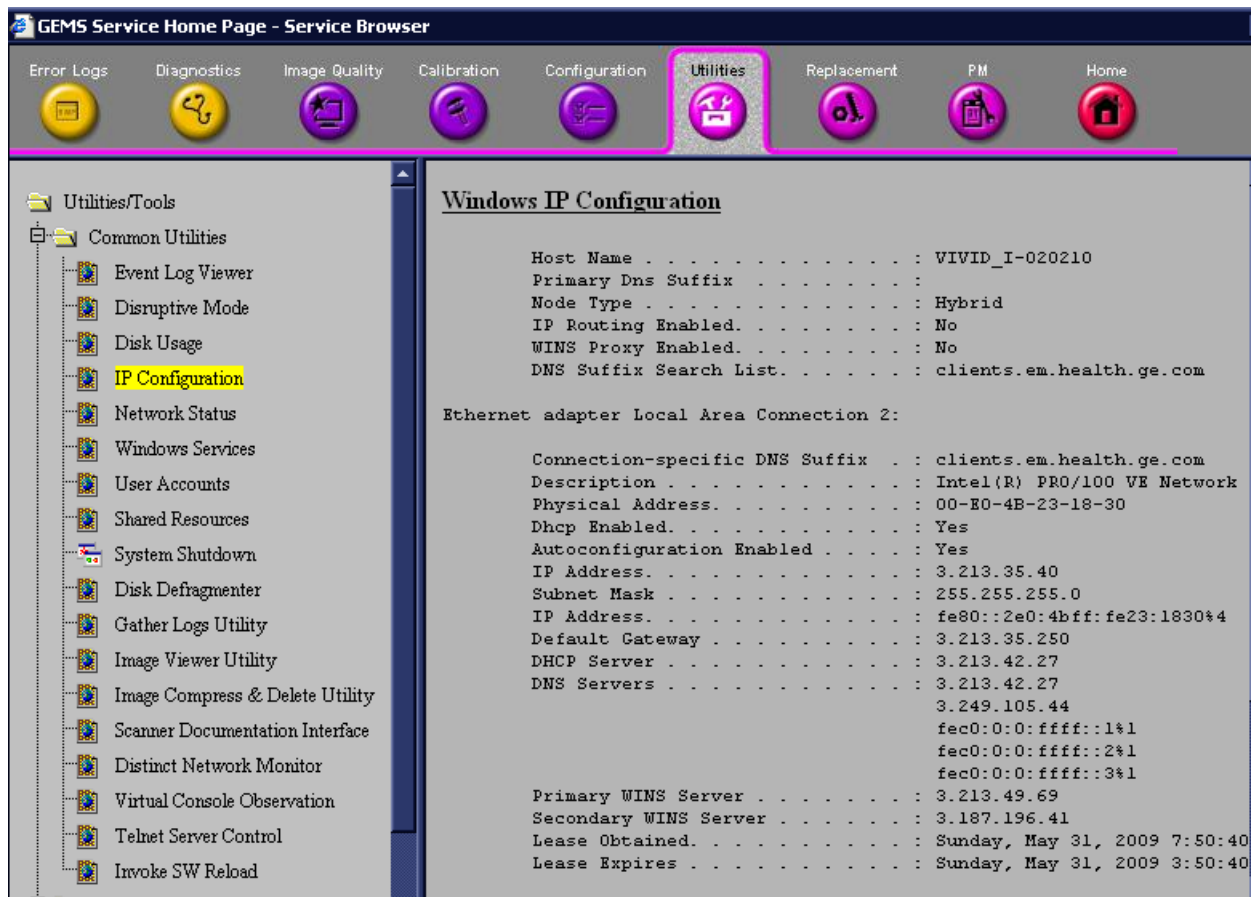 GEMS Service Home Page - Service Browser
Error Logs Diagnostics Image Quality Calibration Configuration Utilities Replacement PM Home
Utilities/Tools
Common Utilities
Event Log Viewer
Disruptive Mode
Disk Usage
IP Configuration
Network Status
Windows Services
User Accounts
Shared Resources
System Shutdown
Disk Defragmenter
Gather Logs Utility
Image Viewer Utility
Image Compress & Delete Utility
Scanner Documentation Interface
Distinct Network Monitor
Virtual Console Observation
Telnet Server Control
Invoke SW Reload
Windows IP Configuration
Host Name . . . . . . . . . . . . : VIVID_I-020210
Primary Dns Suffix . . . . . . . :
Node Type . . . . . . . . . . . . : Hybrid
IP Routing Enabled. . . . . . . . : No
WINS Proxy Enabled. . . . . . . . : No
DNS Suffix Search List. . . . . . : clients.em.health.ge.com
Ethernet adapter Local Area Connection 2:
Connection-specific DNS Suffix . : clients.em.health.ge.com
Description . . . . . . . . . . . : Intel(R) PRO/100 VE Network
Physical Address. . . . . . . . . : 00-E0-4B-23-18-30
Dhcp Enabled. . . . . . . . . . . : Yes
Autoconfiguration Enabled . . . . : Yes
IP Address. . . . . . . . . . . . : 3.213.35.40
Subnet Mask . . . . . . . . . . . : 255.255.255.0
IP Address. . . . . . . . . . . . : fe80::2e0:4bff:fe23:1830%4
Default Gateway . . . . . . . . . : 3.213.35.250
DHCP Server . . . . . . . . . . . : 3.213.42.27
DNS Servers . . . . . . . . . . . : 3.213.42.27
3.249.105.44
fec0:0:0:ffff::1%1
fec0:0:0:ffff::2%1
fec0:0:0:ffff::3%1
Primary WINS Server . . . . . . . : 3.213.49.69
Secondary WINS Server . . . . . . : 3.187.196.41
Lease Obtained. . . . . . . . . . : Sunday, May 31, 2009 7:50:40
Lease Expires . . . . . . . . . . : Sunday, May 31, 2009 3:50:40